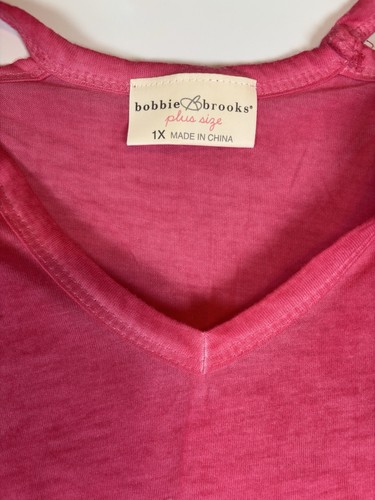 bobbie B brooks®
plus size
1X MADE IN CHINA